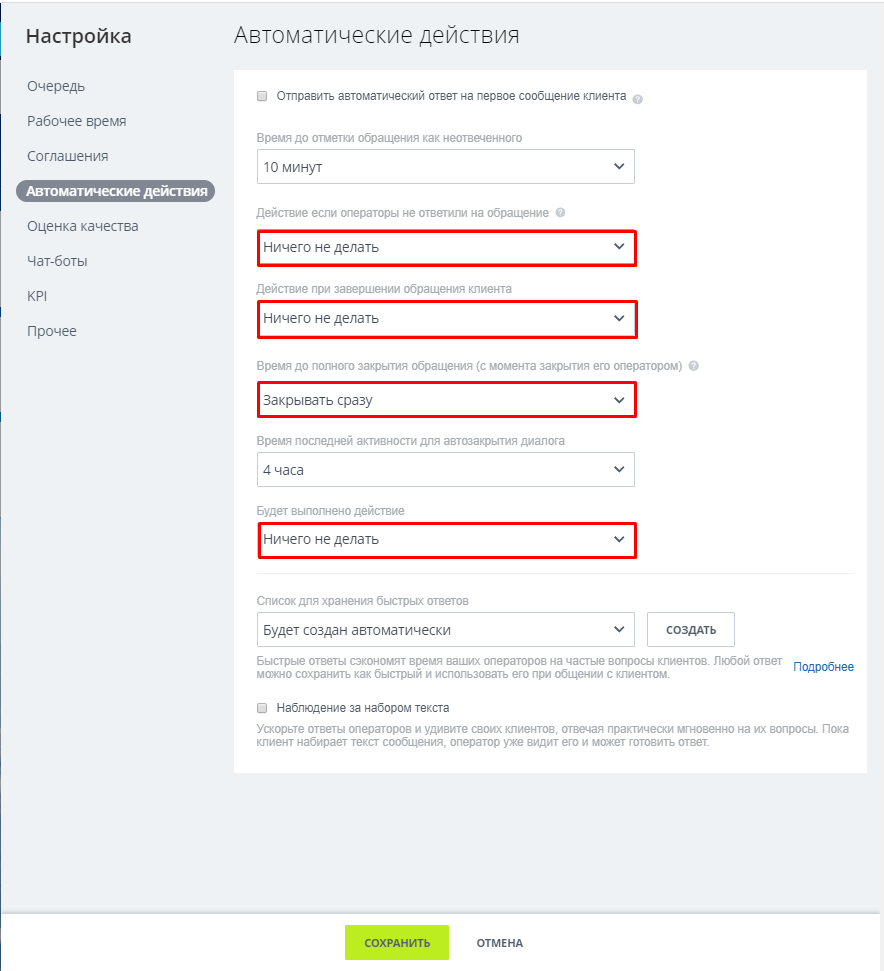 Настройка
Автоматические действия
Очередь
Рабочее время
Соглашения
Автоматические действия
Оценка качества
Чат-боты
KPI
Прочее
Отправить автоматический ответ на первое сообщение клиента ?
Время до отметки обращения как неотвеченного
10 минут
Действие если операторы не ответили на обращение ?
Ничего не делать
Действие при завершении обращения клиента
Ничего не делать
Время до полного закрытия обращения (с момента закрытия его оператором) ?
Закрывать сразу
Время последней активности для автозакрытия диалога
4 часа
Будет выполнено действие
Ничего не делать
Список для хранения быстрых ответов
Будет создан автоматически
СОЗДАТЬ
Быстрые ответы сэкономят время ваших операторов на частые вопросы клиентов. Любой ответ
можно сохранить как быстрый и использовать его при общении с клиентом.
Подробнее
Наблюдение за набором текста
Ускорьте ответы операторов и удивите своих клиентов, отвечая практически мгновенно на их вопросы. Пока
клиент набирает текст сообщения, оператор уже видит его и может готовить ответ.
СОХРАНИТЬ
ОТМЕНА